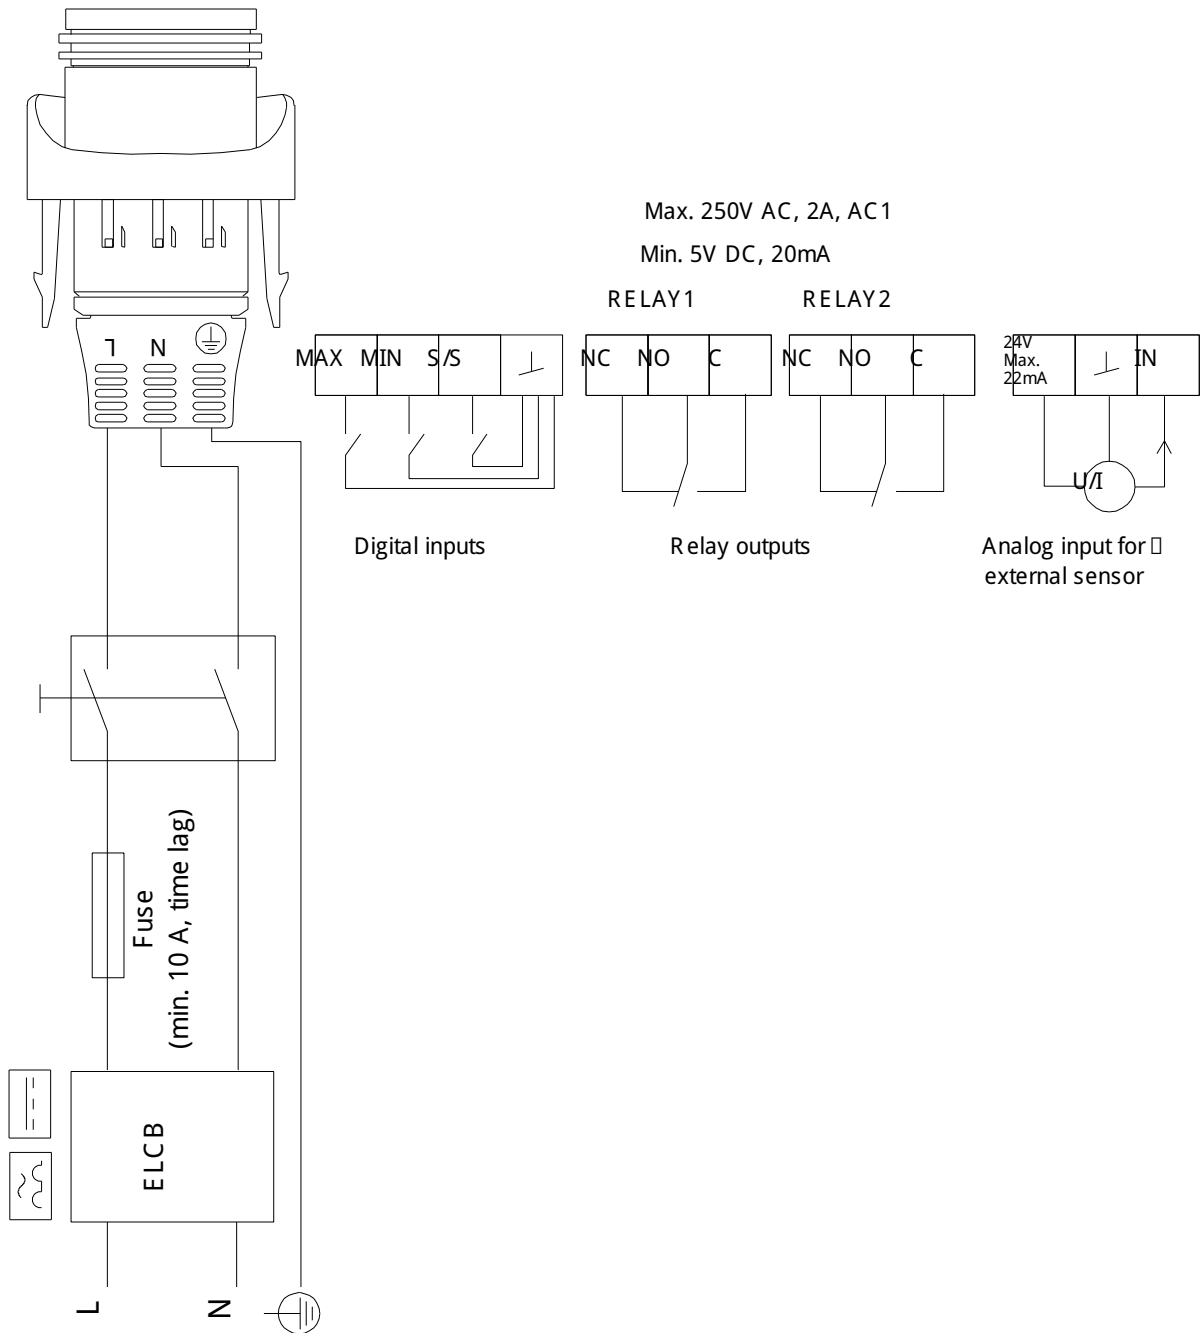 Max. 250V AC, 2A, AC1
Min. 5V DC, 20mA
RELAY1 RELAY2
L N
MAX MIN S/S
NC NO C
NC NO C
24V
Max.
22mA
IN
U/I
Digital inputs
Relay outputs
Analog input for
external sensor
Fuse
(min. 10 A, time lag)
ELCB
L N